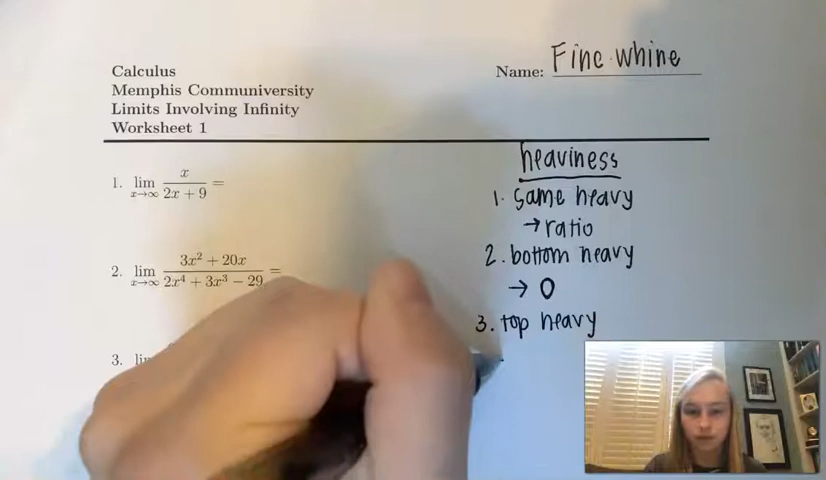 Calculus
Memphis Communiversity
Limits Involving Infinity
Worksheet 1
Name: Fine whine
1. lim x→∞ x / 2x + 9 =
2. lim x→∞ 3x² + 20x / 2x⁴ + 3x³ − 29 =
3.
heaviness
1. same heavy
→ ratio
2. bottom heavy
→ 0
3. top heavy